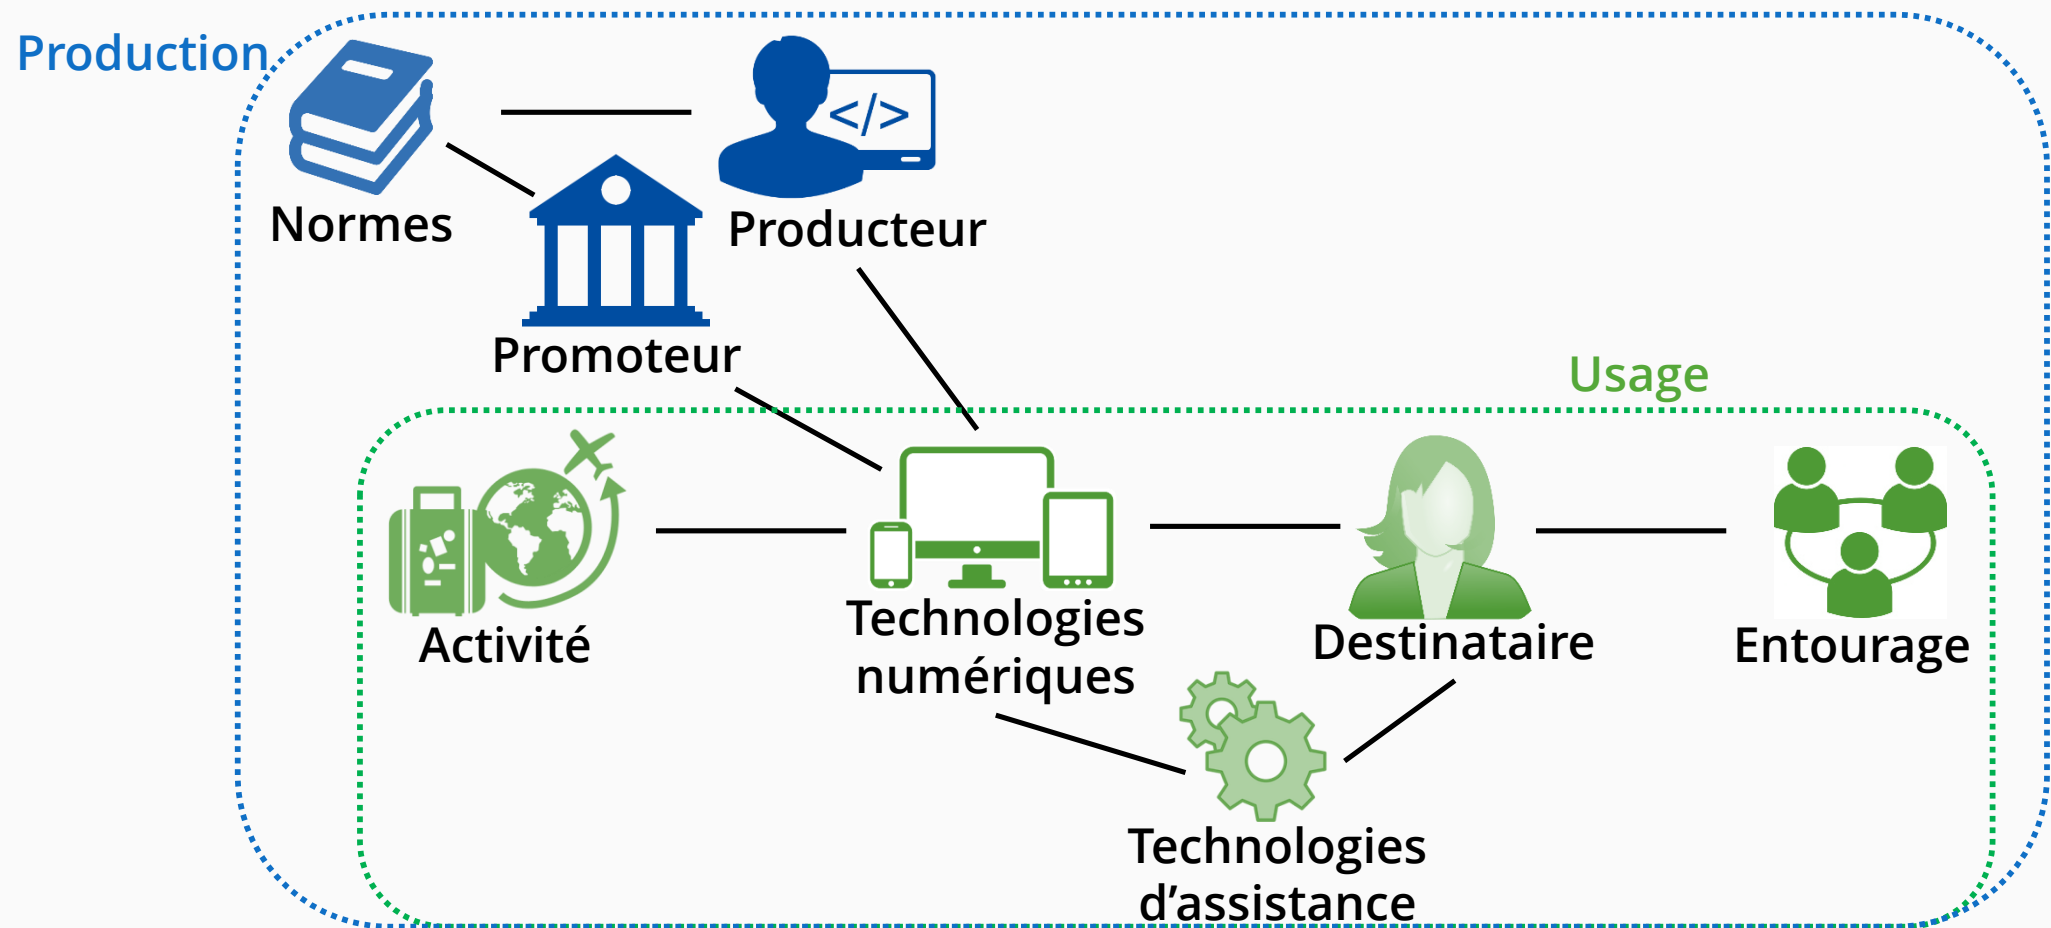 Production
</>
Normes
Producteur
Promoteur
Usage
Activité
Technologies
numériques
Destinataire
Entourage
Technologies
d’assistance